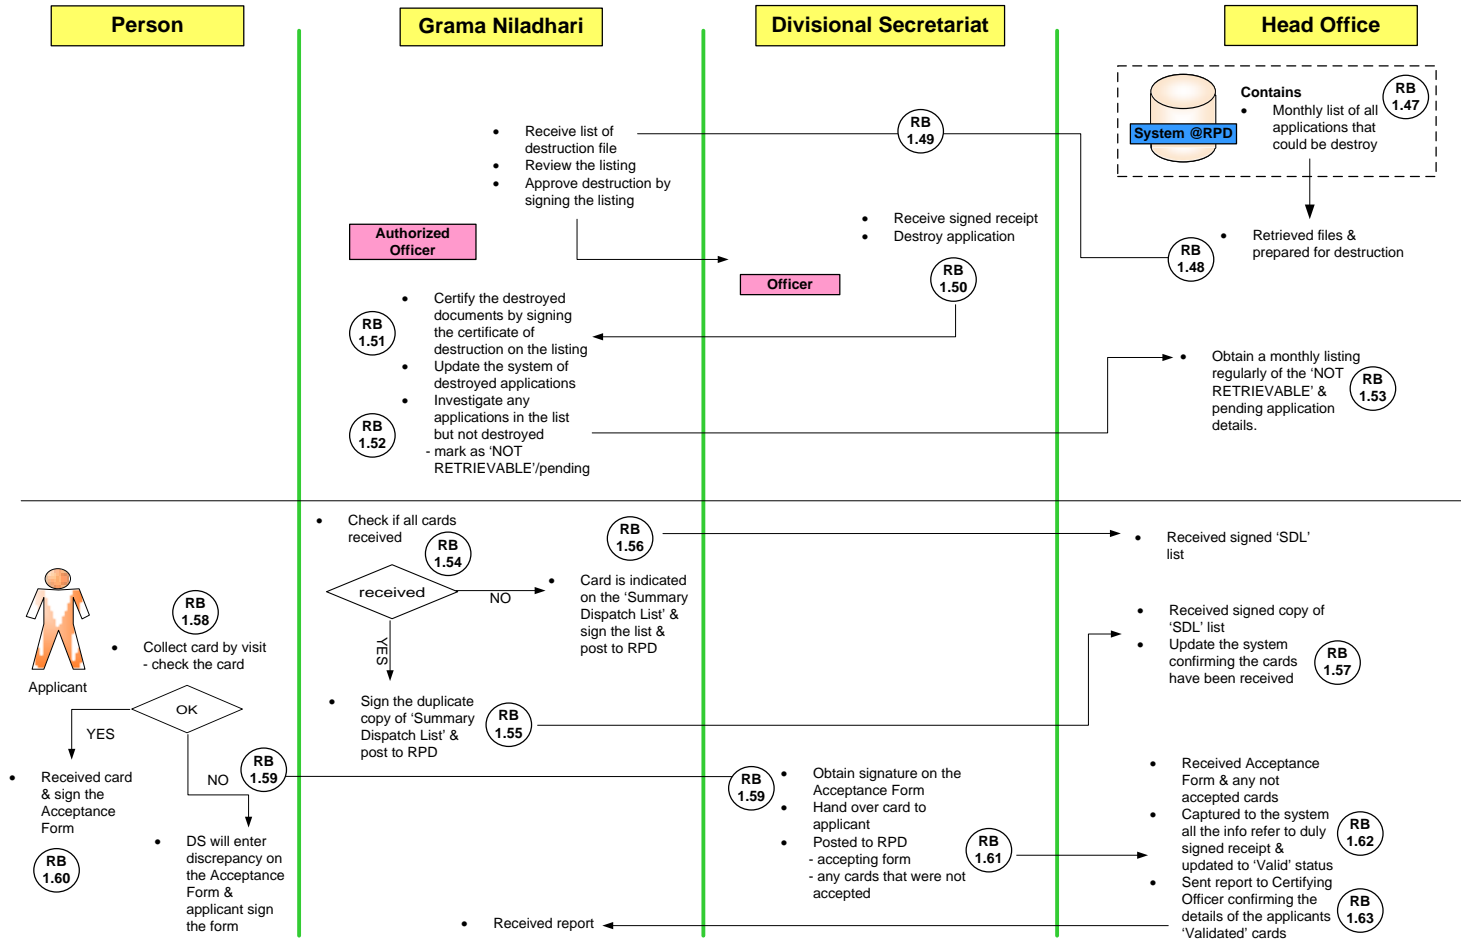 Person
Grama Niladhari
Divisional Secretariat
Head Office
System @RPD
Contains
• Monthly list of all
applications that
could be destroy
RB
1.47
• Receive list of
destruction file
• Review the listing
• Approve destruction by
signing the listing
RB
1.49
Authorized
Officer
• Receive signed receipt
• Destroy application
Officer
RB
1.50
RB
1.48
• Retrieved files &
prepared for destruction
RB
1.51
• Certify the destroyed
documents by signing
the certificate of
destruction on the listing
• Update the system of
destroyed applications
• Investigate any
applications in the list
but not destroyed
- mark as ‘NOT
RETRIEVABLE’/pending
RB
1.52
• Obtain a monthly listing
regularly of the ‘NOT
RETRIEVABLE’ &
pending application
details.
RB
1.53
• Check if all cards
received
RB
1.54
received
NO
YES
RB
1.56
• Card is indicated
on the ‘Summary
Dispatch List’ &
sign the list &
post to RPD
• Received signed ‘SDL’
list
• Sign the duplicate
copy of ‘Summary
Dispatch List’ &
post to RPD
RB
1.55
• Received signed copy of
‘SDL’ list
• Update the system
confirming the cards
have been received
RB
1.57
Applicant
RB
1.58
• Collect card by visit
- check the card
OK
YES
NO
RB
1.59
• Received card
& sign the
Acceptance
Form
RB
1.60
• DS will enter
discrepancy on
the Acceptance
Form &
applicant sign
the form
RB
1.59
• Obtain signature on the
Acceptance Form
• Hand over card to
applicant
• Posted to RPD
- accepting form
- any cards that were not
accepted
RB
1.61
• Received Acceptance
Form & any not
accepted cards
• Captured to the system
all the info refer to duly
signed receipt &
updated to ‘Valid’ status
• Sent report to Certifying
Officer confirming the
details of the applicants
‘Validated’ cards
RB
1.62
RB
1.63
• Received report